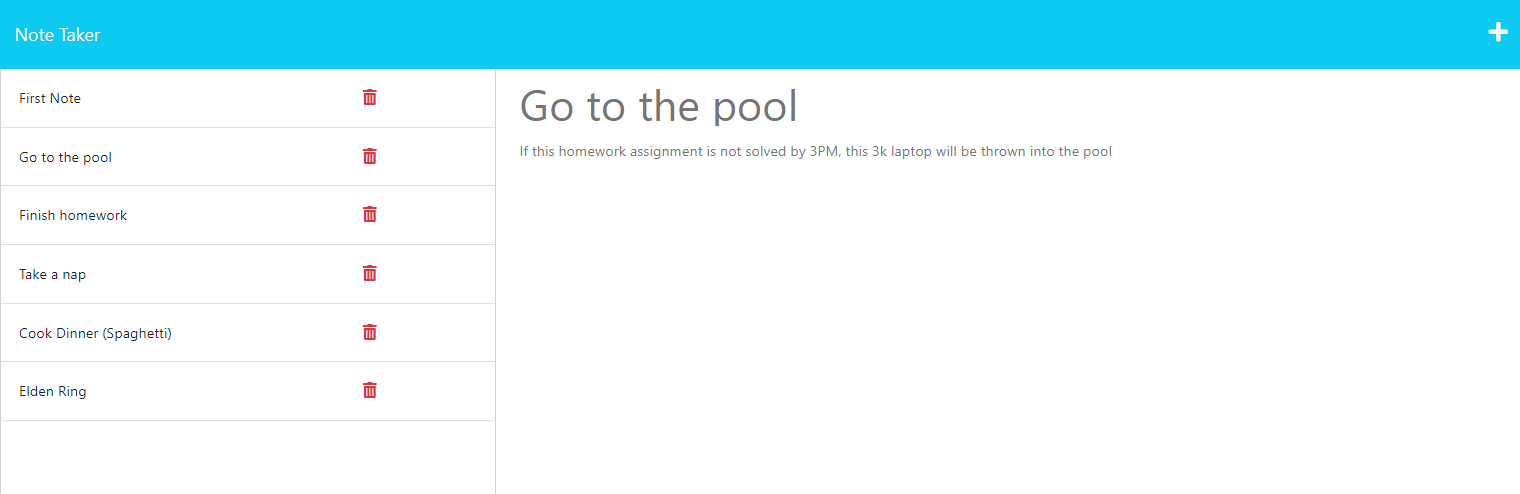 Note Taker
First Note
Go to the pool
Finish homework
Take a nap
Cook Dinner (Spaghetti)
Elden Ring
Go to the pool
If this homework assignment is not solved by 3PM, this 3k laptop will be thrown into the pool